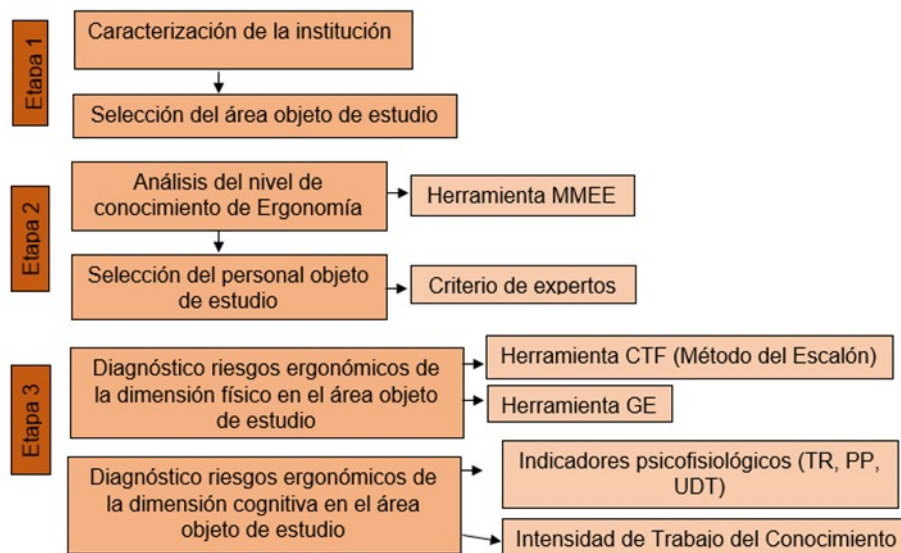 Etapa 1
Caracterización de la institución
Selección del área objeto de estudio
Etapa 2
Análisis del nivel de
conocimiento de Ergonomía
Herramienta MMEE
Selección del personal objeto
de estudio
Criterio de expertos
Etapa 3
Diagnóstico riesgos ergonómicos de
la dimensión físico en el área objeto
de estudio
Herramienta CTF (Método del Escalón)
Herramienta GE
Diagnóstico riesgos ergonómicos de
la dimensión cognitiva en el área
objeto de estudio
Indicadores psicofisiológicos (TR, PP,
UDT)
Intensidad de Trabajo del Conocimiento